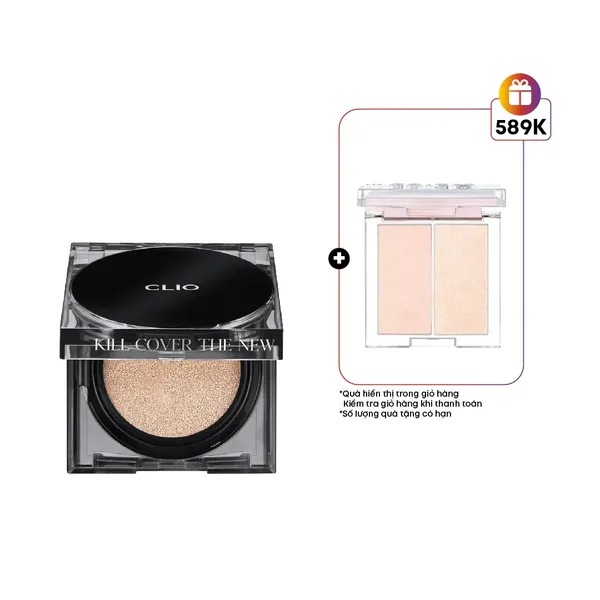 CLIO
KILL COVER THE NEW
589K
*Quà hiển thị trong giỏ hàng
Kiểm tra giỏ hàng khi thanh toán
*Số lượng quà tặng có hạn